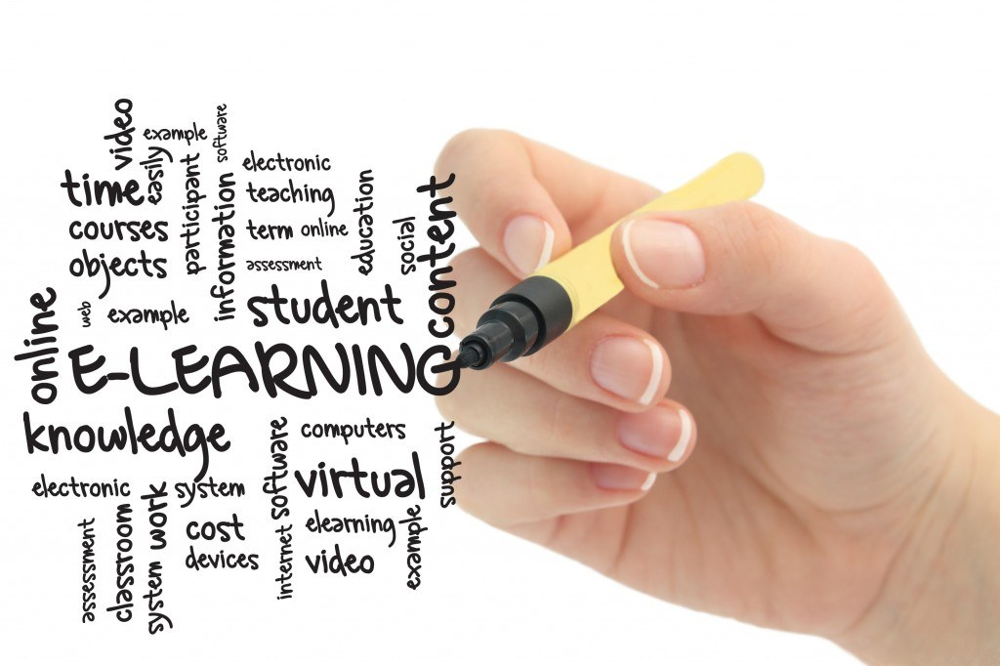 video
example
software
easily
time
participant
electronic
teaching
education
courses
information
term
online
social
content
objects
assessment
web
example
student
online
E-LEARNING
knowledge
computers
software
support
electronic
system
virtual
assessment
classroom
system work
cost
devices
internet
elearning
video
example